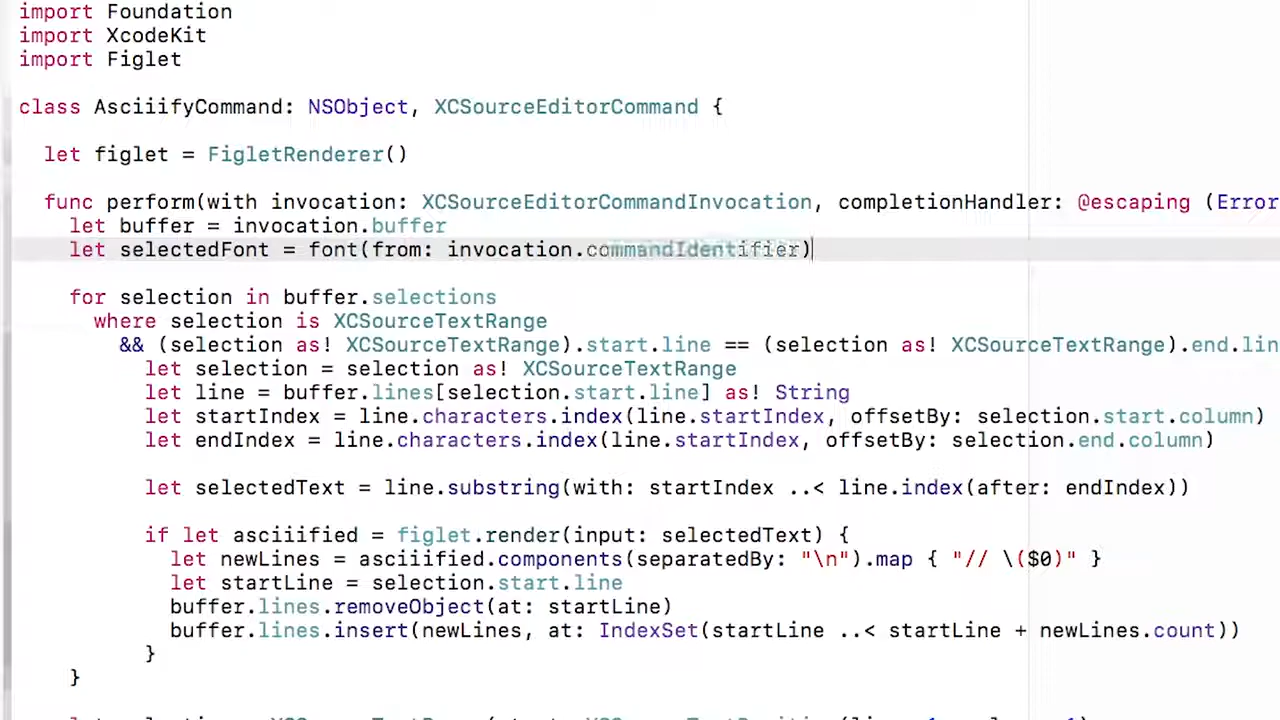 import Foundation
import XcodeKit
import Figlet
class AsciiifyCommand: NSObject, XCSourceEditorCommand {
let figlet = FigletRenderer()
func perform(with invocation: XCSourceEditorCommandInvocation, completionHandler: @escaping (Error
let buffer = invocation.buffer
let selectedFont = font(from: invocation.commandIdentifier)
for selection in buffer.selections
where selection is XCSourceTextRange
&& (selection as! XCSourceTextRange).start.line == (selection as! XCSourceTextRange).end.lin
let selection = selection as! XCSourceTextRange
let line = buffer.lines[selection.start.line] as! String
let startIndex = line.characters.index(line.startIndex, offsetBy: selection.start.column)
let endIndex = line.characters.index(line.startIndex, offsetBy: selection.end.column)
let selectedText = line.substring(with: startIndex ..< line.index(after: endIndex))
if let asciiified = figlet.render(input: selectedText) {
let newLines = asciiified.components(separatedBy: "\n").map { "// \($0)" }
let startLine = selection.start.line
buffer.lines.removeObject(at: startLine)
buffer.lines.insert(newLines, at: IndexSet(startLine ..< startLine + newLines.count))
}
}